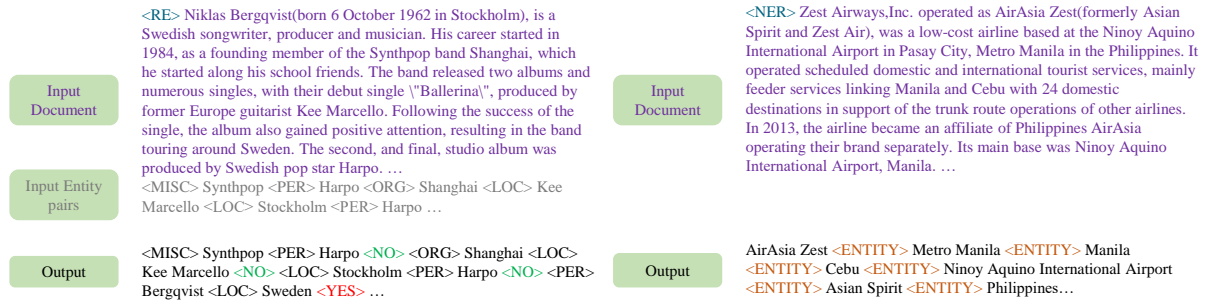 <RE> Niklas Bergqvist(born 6 October 1962 in Stockholm), is a
Swedish songwriter, producer and musician. His career started in
1984, as a founding member of the Synthpop band Shanghai, which
he started along his school friends. The band released two albums and
numerous singles, with their debut single \"Ballerina\", produced by
former Europe guitarist Kee Marcello. Following the success of the
single, the album also gained positive attention, resulting in the band
touring around Sweden. The second, and final, studio album was
produced by Swedish pop star Harpo. …
Input
Document
Input Entity
pairs
<MISC> Synthpop <PER> Harpo <ORG> Shanghai <LOC> Kee
Marcello <LOC> Stockholm <PER> Harpo …
Output
<MISC> Synthpop <PER> Harpo <NO> <ORG> Shanghai <LOC>
Kee Marcello <NO> <LOC> Stockholm <PER> Harpo <NO> <PER>
Bergqvist <LOC> Sweden <YES> …
<NER> Zest Airways,Inc. operated as AirAsia Zest(formerly Asian
Spirit and Zest Air), was a low-cost airline based at the Ninoy Aquino
International Airport in Pasay City, Metro Manila in the Philippines. It
operated scheduled domestic and international tourist services, mainly
feeder services linking Manila and Cebu with 24 domestic
destinations in support of the trunk route operations of other airlines.
In 2013, the airline became an affiliate of Philippines AirAsia
operating their brand separately. Its main base was Ninoy Aquino
International Airport, Manila. …
Input
Document
Output
AirAsia Zest <ENTITY> Metro Manila <ENTITY> Manila
<ENTITY> Cebu <ENTITY> Ninoy Aquino International Airport
<ENTITY> Asian Spirit <ENTITY> Philippines…